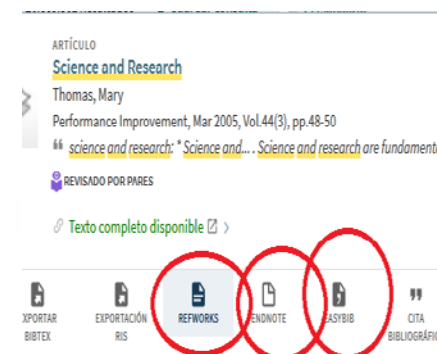 ARTÍCULO
Science and Research
Thomas, Mary
Performance Improvement, Mar 2005, Vol.44(3), pp.48-50
science and research: * Science and... . Science and research are fundament
REVISADO POR PARES
Texto completo disponible
XPORTAR BIBTEX
EXPORTACIÓN RIS
REFWORKS
ENDNOTE
EASYBIB
CITA BIBLIOGRÁFI